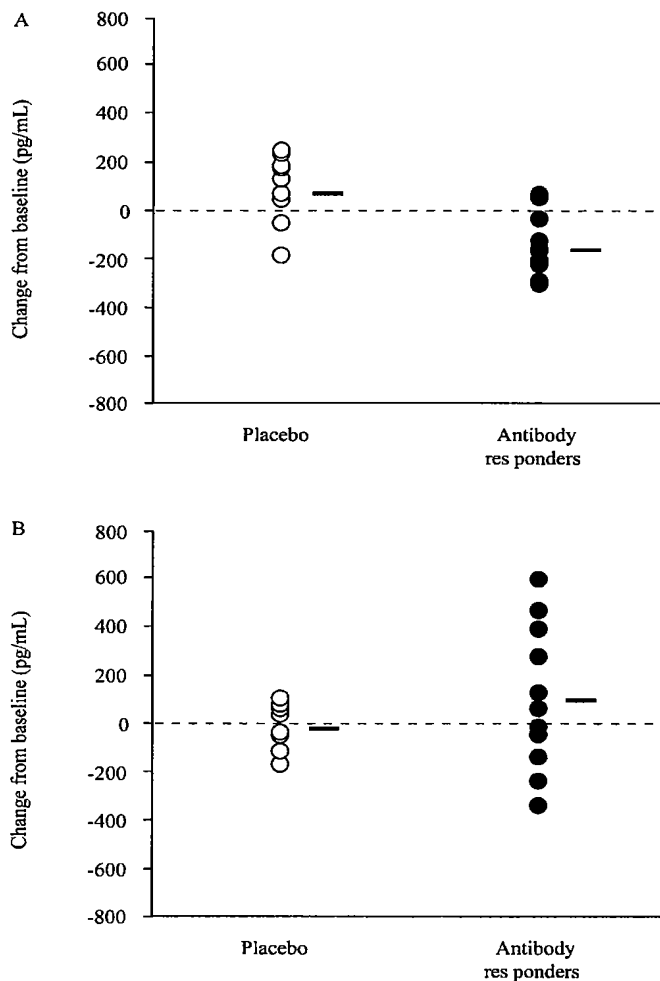 A
800
600
400
200
0
-200
-400
-600
-800
Change from baseline (pg/mL)
Placebo
Antibody
res ponders
B
800
600
400
200
0
-200
-400
-600
-800
Change from baseline (pg/mL)
Placebo
Antibody
res ponders